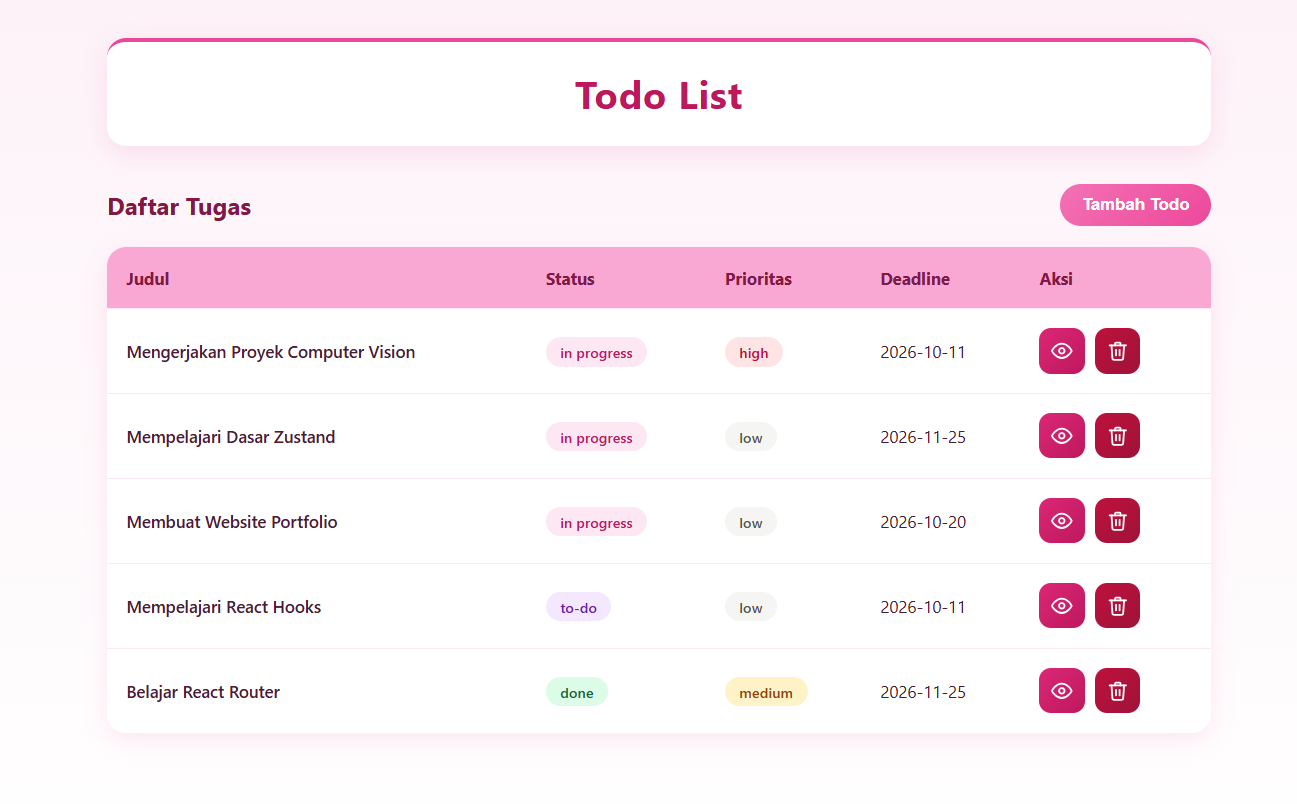 Todo List
Daftar Tugas
Tambah Todo
Judul Status Prioritas Deadline Aksi
Mengerjakan Proyek Computer Vision in progress high 2026-10-11
Mempelajari Dasar Zustand in progress low 2026-11-25
Membuat Website Portfolio in progress low 2026-10-20
Mempelajari React Hooks to-do low 2026-10-11
Belajar React Router done medium 2026-11-25